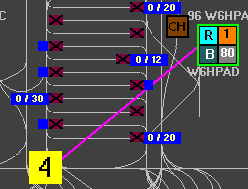 0 / 20
C
96 W6HPA
CH
R 1
B 80
0 / 12
W6HPAD
0 / 30
0 / 20
4